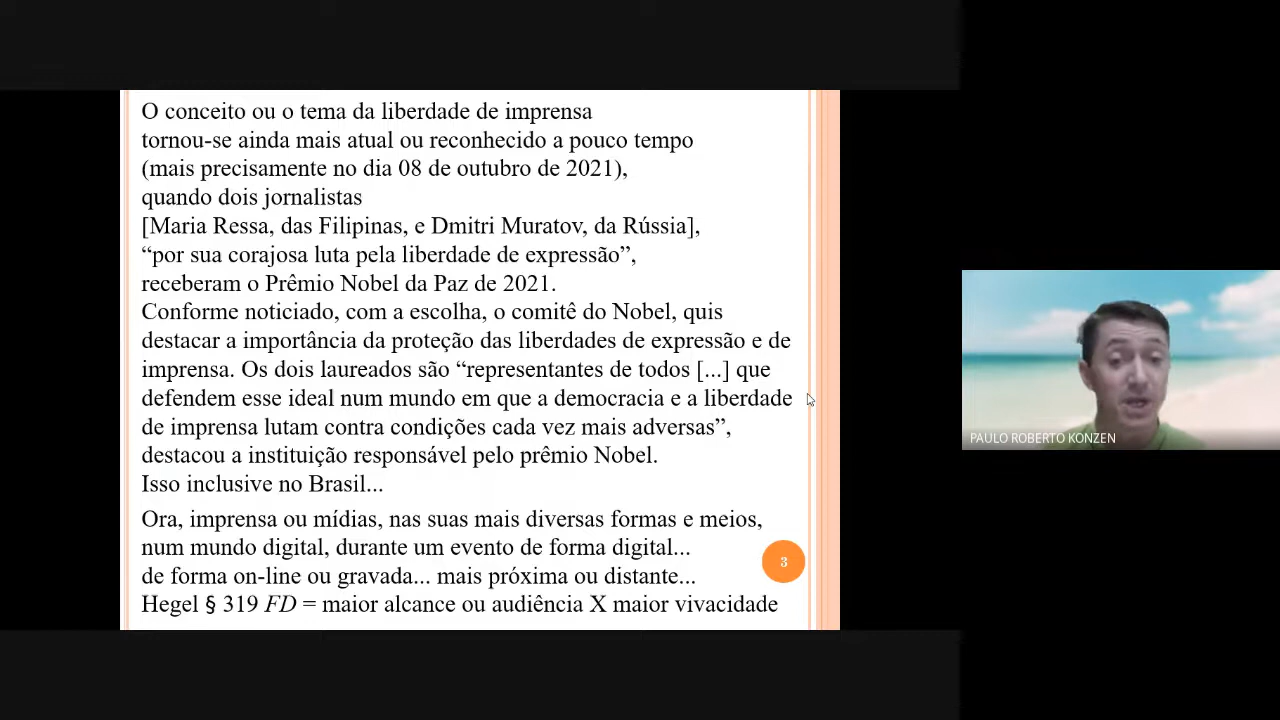 O conceito ou o tema da liberdade de imprensa
tornou-se ainda mais atual ou reconhecido a pouco tempo
(mais precisamente no dia 08 de outubro de 2021),
quando dois jornalistas
[Maria Ressa, das Filipinas, e Dmitri Muratov, da Rússia],
“por sua corajosa luta pela liberdade de expressão”,
receberam o Prêmio Nobel da Paz de 2021.
Conforme noticiado, com a escolha, o comitê do Nobel, quis
destacar a importância da proteção das liberdades de expressão e de
imprensa. Os dois laureados são “representantes de todos [...] que
defendem esse ideal num mundo em que a democracia e a liberdade
de imprensa lutam contra condições cada vez mais adversas”,
destacou a instituição responsável pelo prêmio Nobel.
Isso inclusive no Brasil...
Ora, imprensa ou mídias, nas suas mais diversas formas e meios,
num mundo digital, durante um evento de forma digital...
de forma on-line ou gravada... mais próxima ou distante...
Hegel § 319 FD = maior alcance ou audiência X maior vivacidade
3
PAULO ROBERTO KONZEN